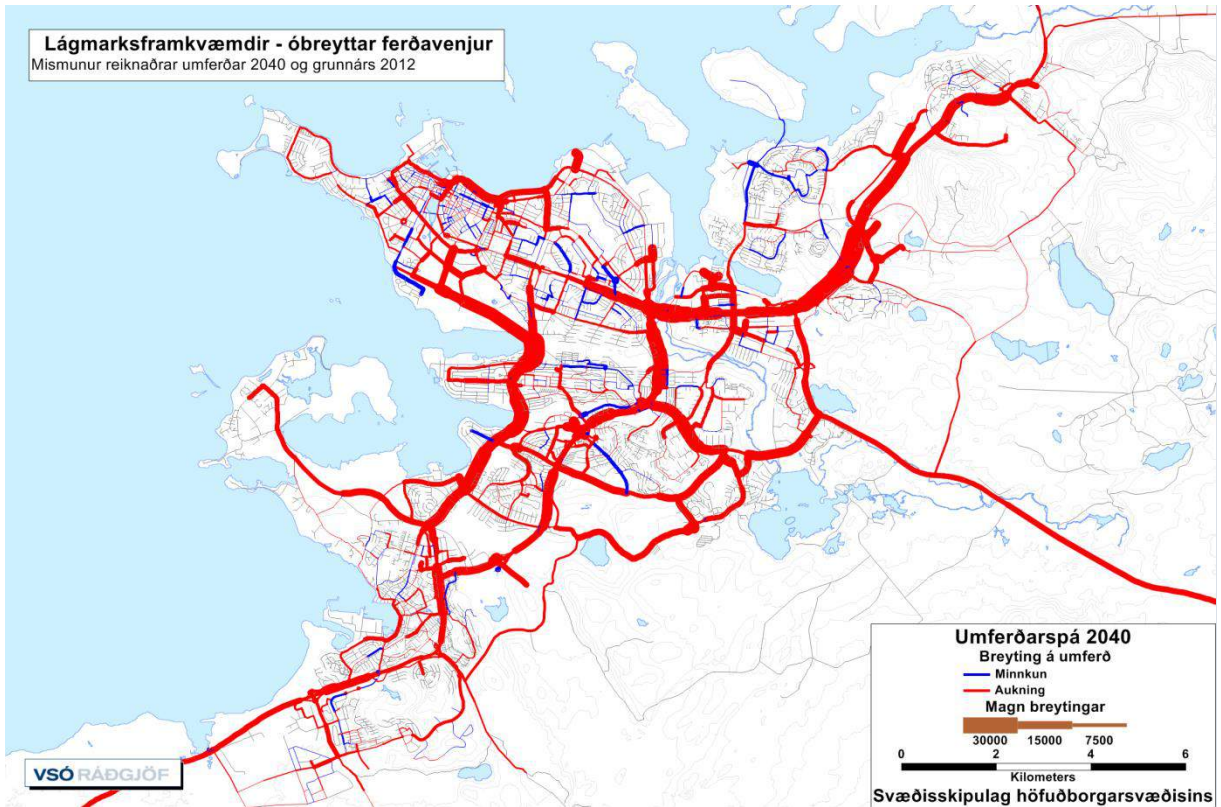 Lágmarksframkvæmdir - óbreyttar ferðavenjur
Mismunur reiknaðrar umferðar 2040 og grunnárs 2012
Umferðarspá 2040
Breyting á umferð
Minnkun
Aukning
Magn breytingar
30000 15000 7500
0 2 4 6
Kilometers
Svæðisskipulag höfuðborgarsvæðisins
VSÓ RÁÐGJÖF